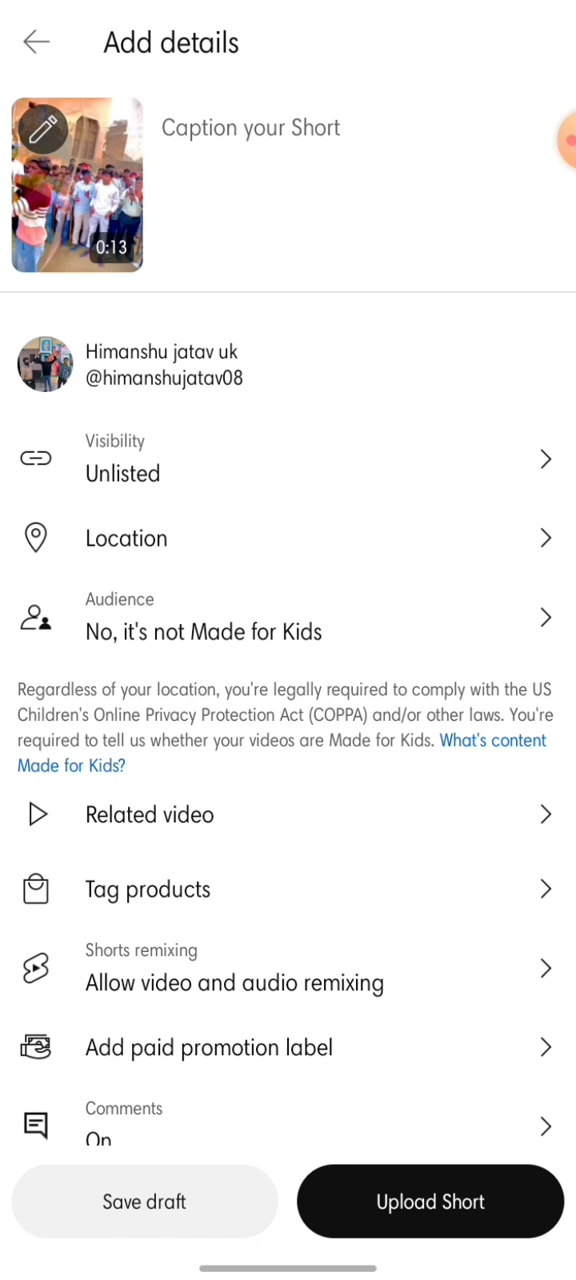 Add details
Caption your Short
0:13
Himanshu jatav uk
@himanshujatav08
Visibility
Unlisted
Location
Audience
No, it's not Made for Kids
Regardless of your location, you're legally required to comply with the US
Children's Online Privacy Protection Act (COPPA) and/or other laws. You're
required to tell us whether your videos are Made for Kids. What's content
Made for Kids?
Related video
Tag products
Shorts remixing
Allow video and audio remixing
Add paid promotion label
Comments
On
Save draft
Upload Short